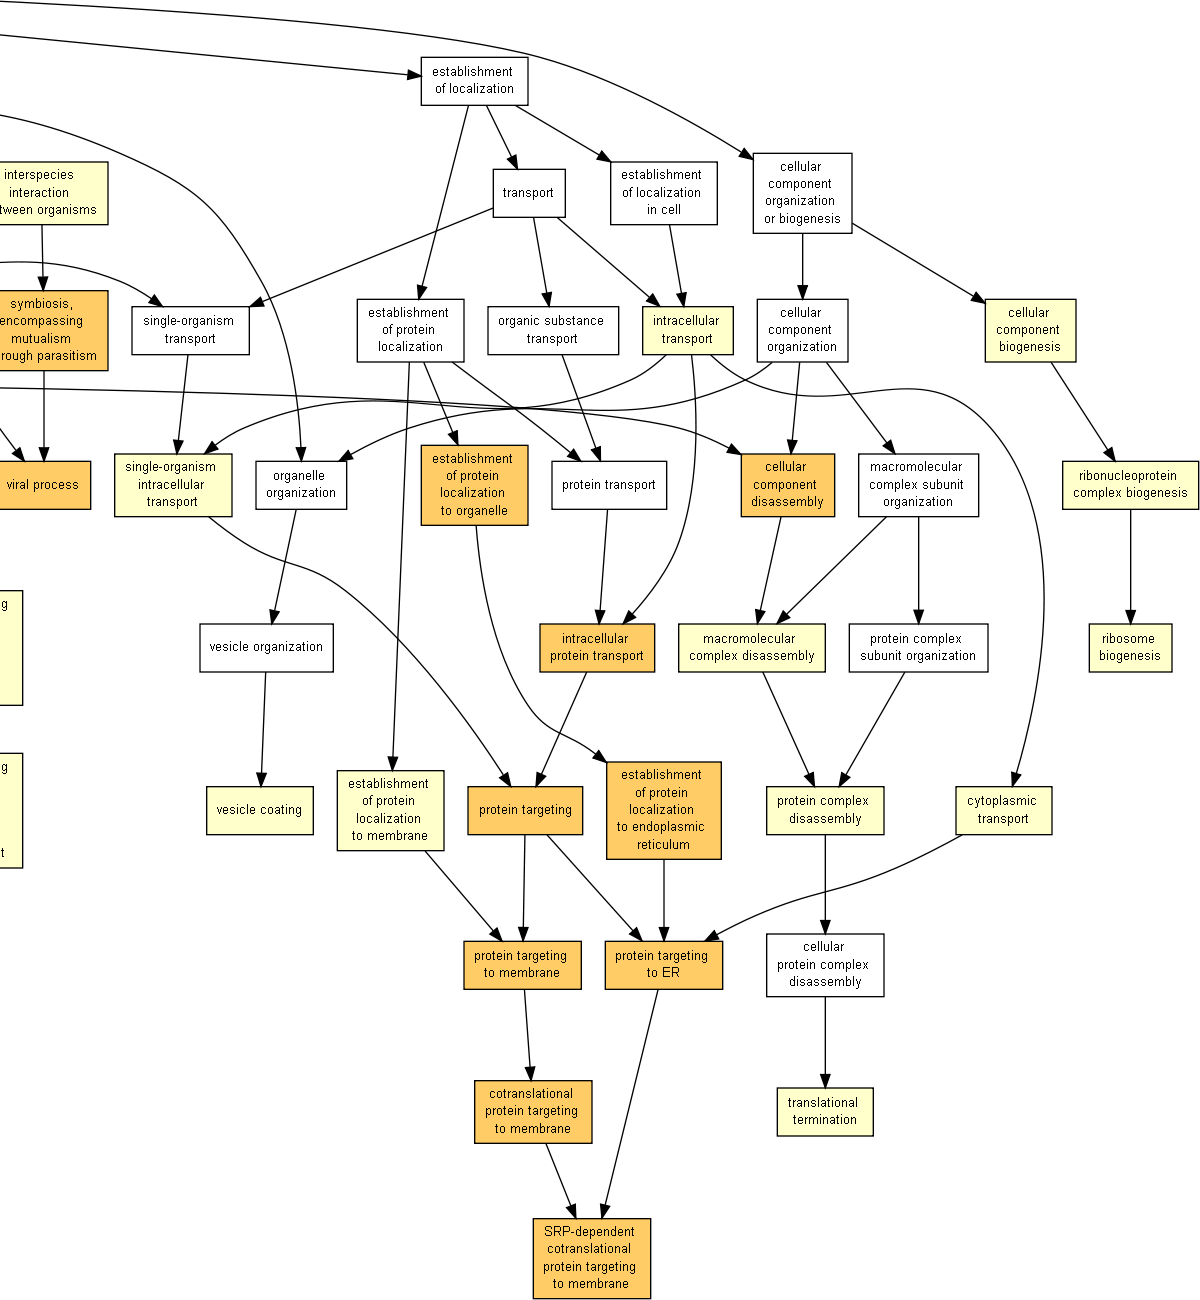 establishment
of localization
cellular
component
organization
or biogenesis
interspecies
interaction
tween organisms
transport
establishment
of localization
in cell
symbiosis,
encompassing
mutualism
rough parasitism
single-organism
transport
establishment
of protein
localization
organic substance
transport
intracellular
transport
cellular
component
organization
cellular
component
biogenesis
viral process
single-organism
intracellular
transport
organelle
organization
establishment
of protein
localization
to organelle
protein transport
cellular
component
disassembly
macromolecular
complex subunit
organization
ribonucleoprotein
complex biogenesis
g
vesicle organization
intracellular
protein transport
macromolecular
complex disassembly
protein complex
subunit organization
ribosome
biogenesis
g
t
vesicle coating
establishment
of protein
localization
to membrane
protein targeting
establishment
of protein
localization
to endoplasmic
reticulum
protein complex
disassembly
cytoplasmic
transport
protein targeting
to membrane
protein targeting
to ER
cellular
protein complex
disassembly
cotranslational
protein targeting
to membrane
translational
termination
SRP-dependent
cotranslational
protein targeting
to membrane